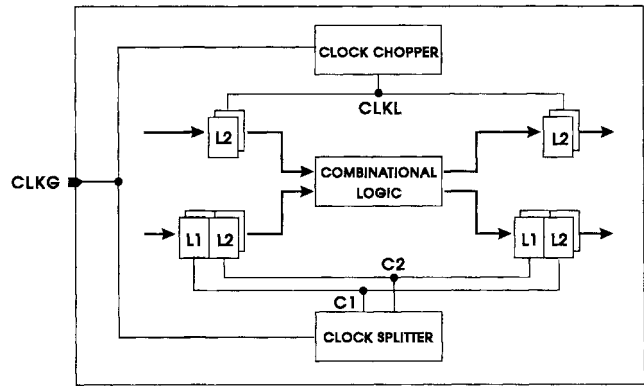 CLOCK CHOPPER
CLKL
L2
L2
CLKG
COMBINATIONAL
LOGIC
L1 L2
L1 L2
C2
C1
CLOCK SPLITTER